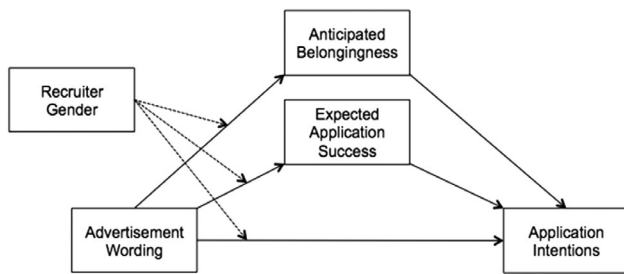 Anticipated
Belongingness
Recruiter
Gender
Expected
Application
Success
Advertisement
Wording
Application
Intentions